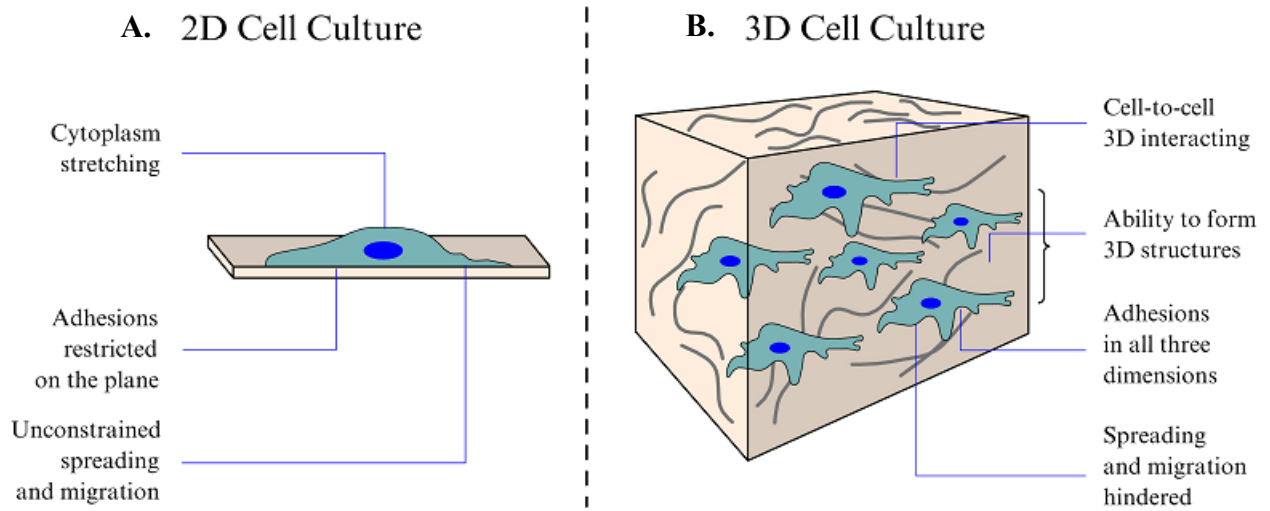 A. 2D Cell Culture
Cytoplasm
stretching
Adhesions
restricted
on the plane
Unconstrained
spreading
and migration
B. 3D Cell Culture
Cell-to-cell
3D interacting
Ability to form
3D structures
Adhesions
in all three
dimensions
Spreading
and migration
hindered